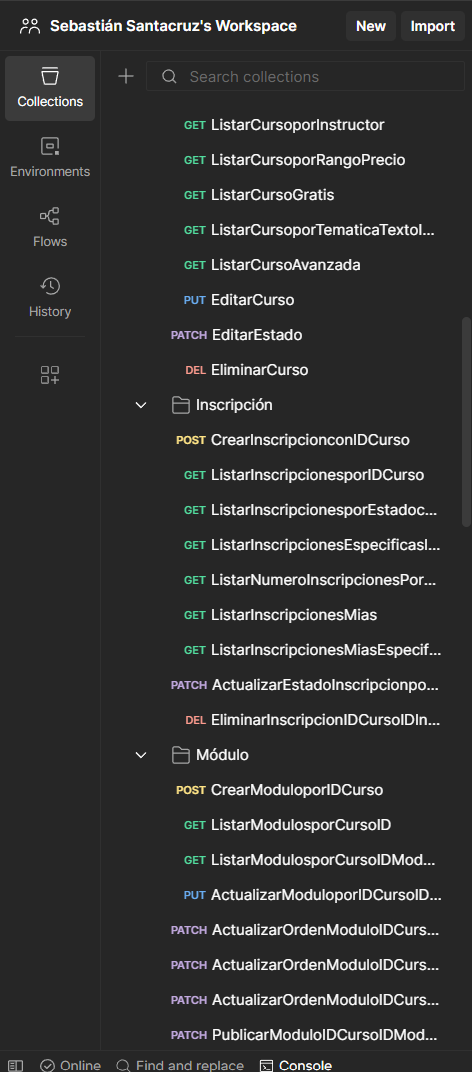 Sebastián Santacruz's Workspace New Import
Collections
Environments
Flows
History
Search collections
GET ListarCursoporInstructor
GET ListarCursoporRangoPrecio
GET ListarCursoGratis
GET ListarCursoporTematicaTextoI...
GET ListarCursoAvanzada
PUT EditarCurso
PATCH EditarEstado
DEL EliminarCurso
Inscripción
POST CrearInscripcionconIDCurso
GET ListarInscripcionesporIDCurso
GET ListarInscripcionesporEstadoc...
GET ListarInscripcionesEspecificasI...
GET ListarNumeroInscripcionesPor...
GET ListarInscripcionesMias
GET ListarInscripcionesMiasEspecif...
PATCH ActualizarEstadoInscripcionpo...
DEL EliminarInscripcionIDCursoIDIn...
Módulo
POST CrearModuloporIDCurso
GET ListarModulosporCursoID
GET ListarModulosporCursoIDMod...
PUT ActualizarModuloporIDCursoID...
PATCH ActualizarOrdenModuloIDCurs...
PATCH ActualizarOrdenModuloIDCurs...
PATCH ActualizarOrdenModuloIDCurs...
PATCH PublicarModuloIDCursoIDMod...
Online Find and replace Console